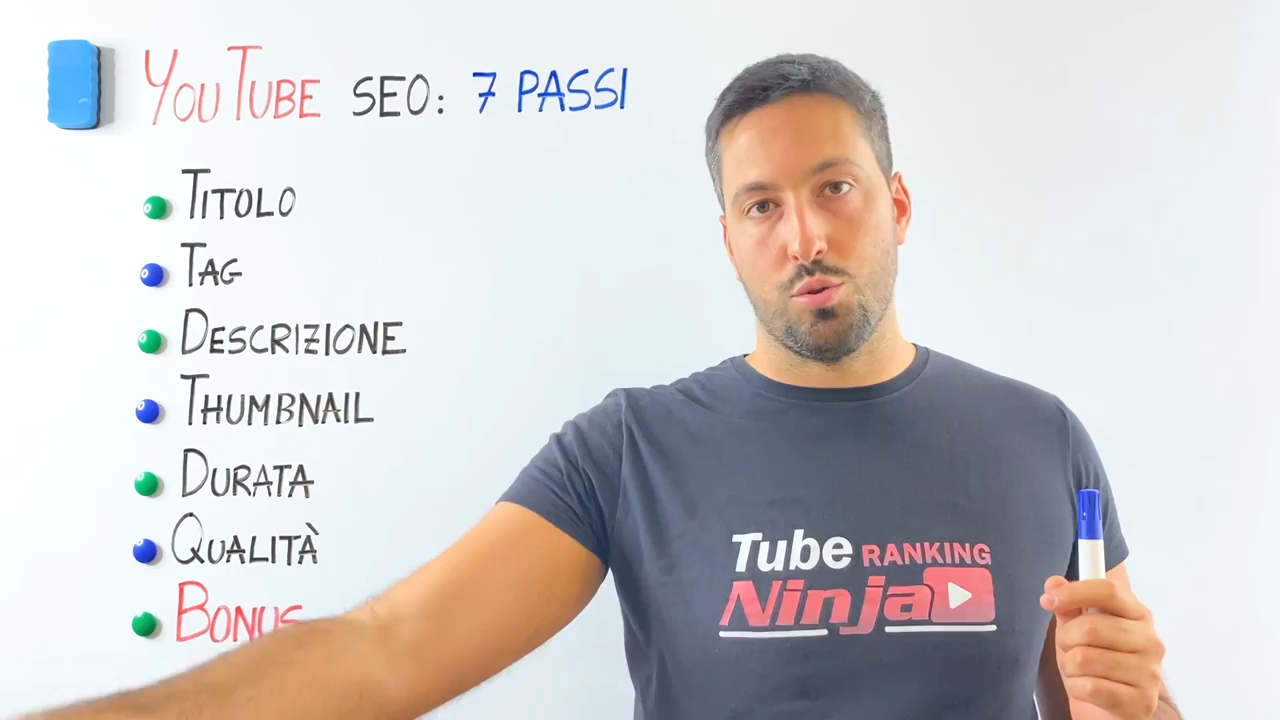 YOUTUBE SEO: 7 PASSI
TITOLO
TAG
DESCRIZIONE
THUMBNAIL
DURATA
QUALITÀ
BONUS
Tube RANKING
Ninja